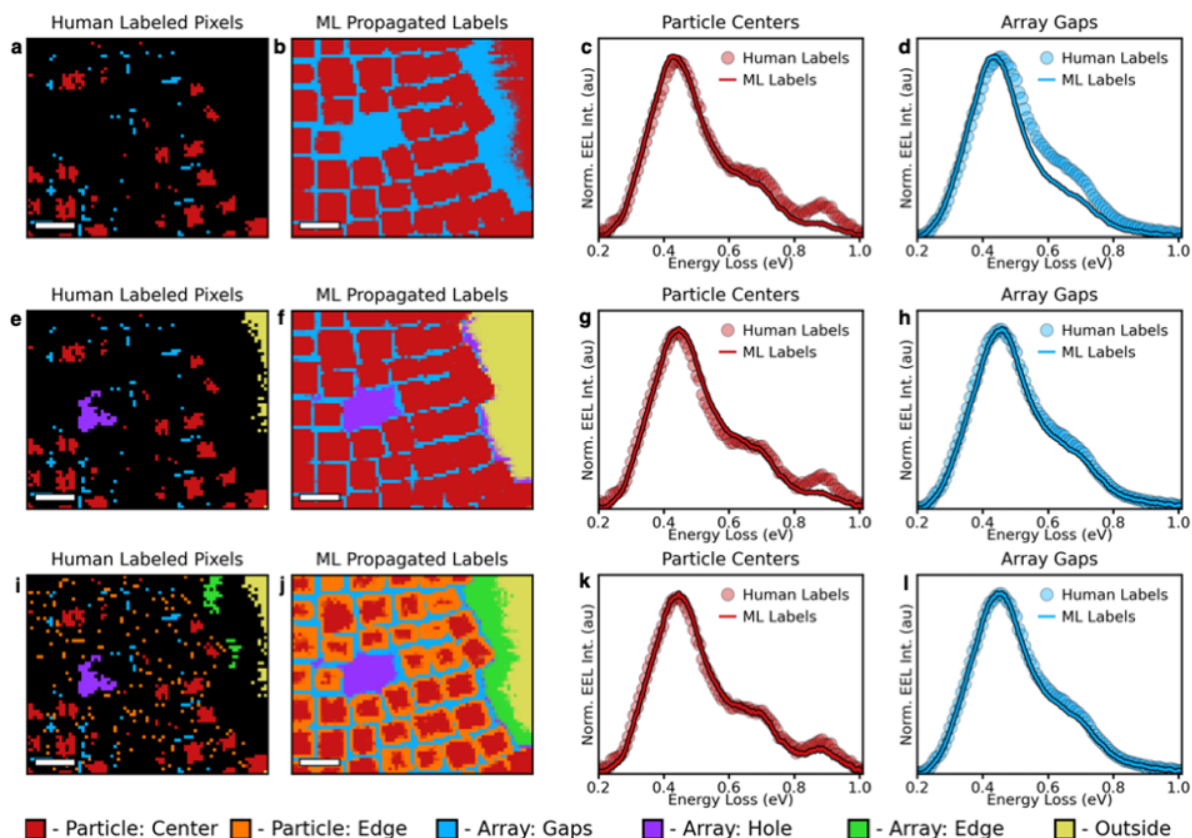 Human Labeled Pixels ML Propagated Labels Particle Centers Array Gaps
a b c d
Human Labels
ML Labels
Human Labels
ML Labels
Norm. EEL Int. (au)
Norm. EEL Int. (au)
0.2 0.4 0.6 0.8 1.0 0.2 0.4 0.6 0.8 1.0
Energy Loss (eV) Energy Loss (eV)
Human Labeled Pixels ML Propagated Labels Particle Centers Array Gaps
e f g h
Human Labels
ML Labels
Human Labels
ML Labels
Norm. EEL Int. (au)
Norm. EEL Int. (au)
0.2 0.4 0.6 0.8 1.0 0.2 0.4 0.6 0.8 1.0
Energy Loss (eV) Energy Loss (eV)
Human Labeled Pixels ML Propagated Labels Particle Centers Array Gaps
i j k l
Human Labels
ML Labels
Human Labels
ML Labels
Norm. EEL Int. (au)
Norm. EEL Int. (au)
0.2 0.4 0.6 0.8 1.0 0.2 0.4 0.6 0.8 1.0
Energy Loss (eV) Energy Loss (eV)
- Particle: Center - Particle: Edge - Array: Gaps - Array: Hole - Array: Edge - Outside